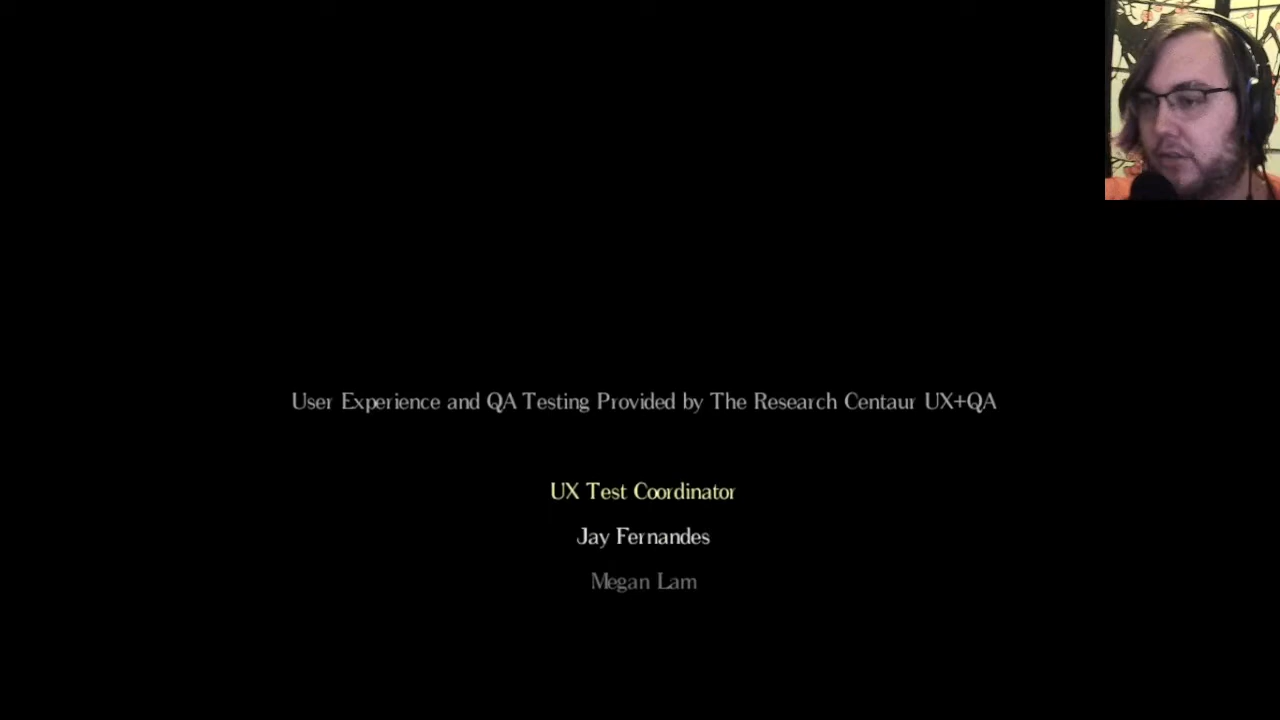 User Experience and QA Testing Provided by The Research Centaur UX+QA
UX Test Coordinator
Jay Fernandes
Megan Lam